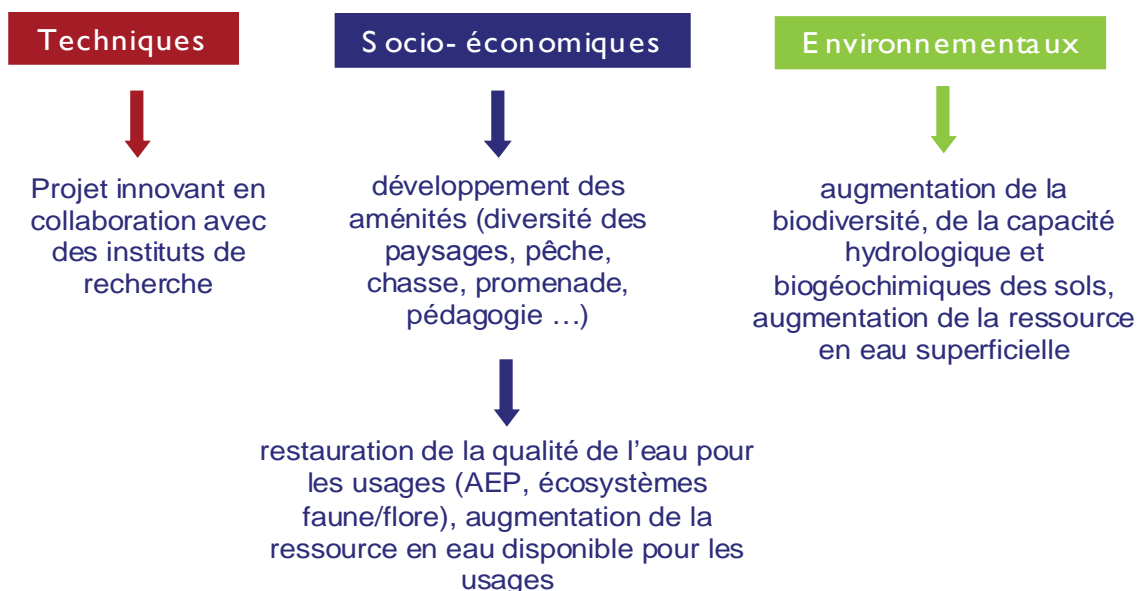 Techniques
Projet innovant en
collaboration avec
des instituts de
recherche
Socio-économiques
développement des
aménités (diversité des
paysages, pêche,
chasse, promenade,
pédagogie …)
restauration de la qualité de l’eau pour
les usages (AEP, écosystèmes
faune/flore), augmentation de la
ressource en eau disponible pour les
usages
Environnementaux
augmentation de la
biodiversité, de la capacité
hydrologique et
biogéochimiques des sols,
augmentation de la ressource
en eau superficielle